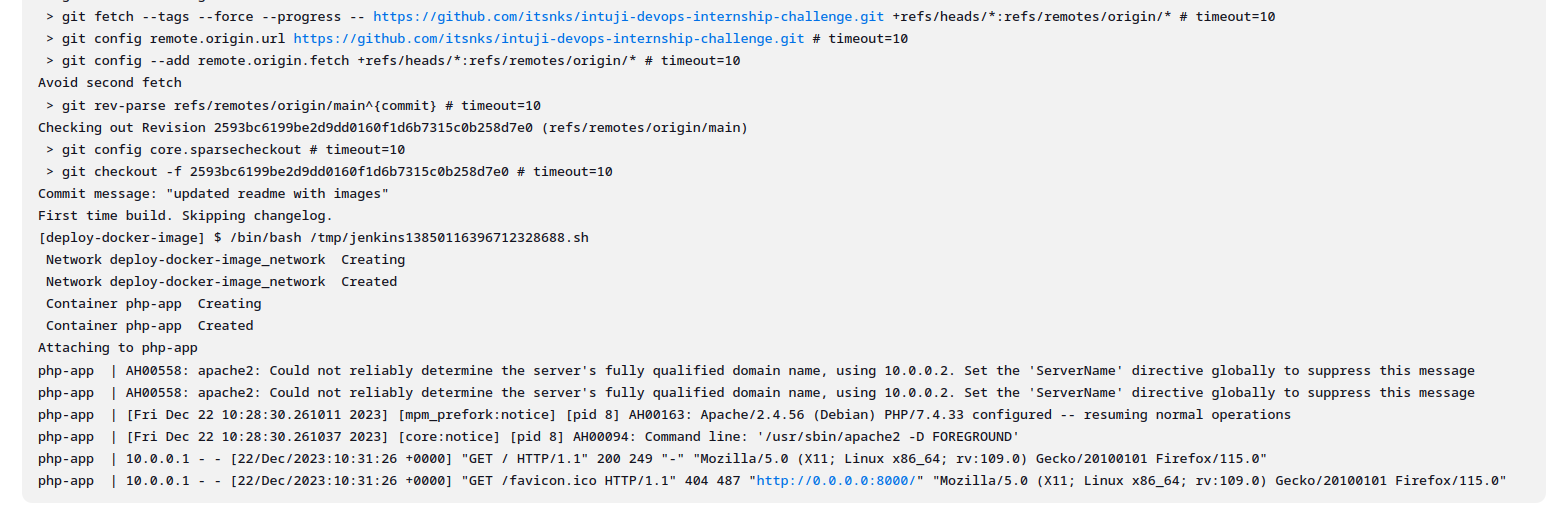 > git fetch --tags --force --progress -- https://github.com/itsnks/intuji-devops-internship-challenge.git +refs/heads/*:refs/remotes/origin/* # timeout=10
> git config remote.origin.url https://github.com/itsnks/intuji-devops-internship-challenge.git # timeout=10
> git config --add remote.origin.fetch +refs/heads/*:refs/remotes/origin/* # timeout=10
Avoid second fetch
> git rev-parse refs/remotes/origin/main^{commit} # timeout=10
Checking out Revision 2593bc6199be2d9dd0160f1d6b7315c0b258d7e0 (refs/remotes/origin/main)
> git config core.sparsecheckout # timeout=10
> git checkout -f 2593bc6199be2d9dd0160f1d6b7315c0b258d7e0 # timeout=10
Commit message: "updated readme with images"
First time build. Skipping changelog.
[deploy-docker-image] $ /bin/bash /tmp/jenkins13850116396712328688.sh
Network deploy-docker-image_network  Creating
Network deploy-docker-image_network  Created
Container php-app  Creating
Container php-app  Created
Attaching to php-app
php-app  | AH00558: apache2: Could not reliably determine the server's fully qualified domain name, using 10.0.0.2. Set the 'ServerName' directive globally to suppress this message
php-app  | AH00558: apache2: Could not reliably determine the server's fully qualified domain name, using 10.0.0.2. Set the 'ServerName' directive globally to suppress this message
php-app  | [Fri Dec 22 10:28:30.261011 2023] [mpm_prefork:notice] [pid 8] AH00163: Apache/2.4.56 (Debian) PHP/7.4.33 configured -- resuming normal operations
php-app  | [Fri Dec 22 10:28:30.261037 2023] [core:notice] [pid 8] AH00094: Command line: '/usr/sbin/apache2 -D FOREGROUND'
php-app  | 10.0.0.1 - - [22/Dec/2023:10:31:26 +0000] "GET / HTTP/1.1" 200 249 "-" "Mozilla/5.0 (X11; Linux x86_64; rv:109.0) Gecko/20100101 Firefox/115.0"
php-app  | 10.0.0.1 - - [22/Dec/2023:10:31:26 +0000] "GET /favicon.ico HTTP/1.1" 404 487 "http://0.0.0.0:8000/" "Mozilla/5.0 (X11; Linux x86_64; rv:109.0) Gecko/20100101 Firefox/115.0"